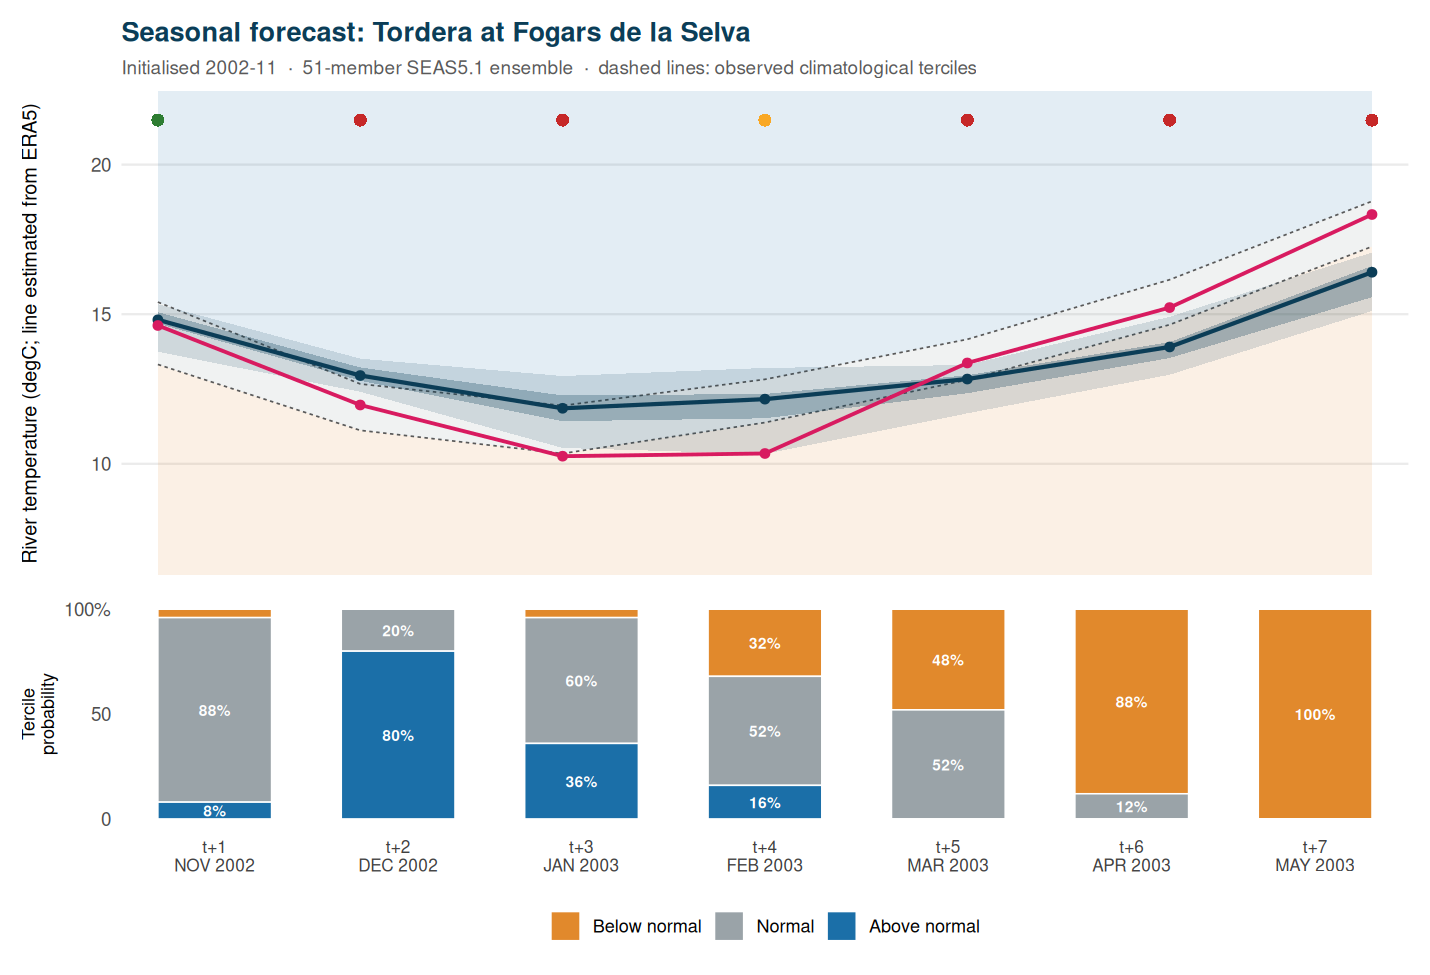 Seasonal forecast: Tordera at Fogars de la Selva
Initialised 2002-11 · 51-member SEAS5.1 ensemble · dashed lines: observed climatological terciles
River temperature (degC; line estimated from ERA5)
20
15
10
Tercile
probability
100%
50
0
88%
8%
20%
80%
60%
36%
32%
52%
16%
48%
52%
88%
12%
100%
t+1
NOV 2002
t+2
DEC 2002
t+3
JAN 2003
t+4
FEB 2003
t+5
MAR 2003
t+6
APR 2003
t+7
MAY 2003
Below normal
Normal
Above normal